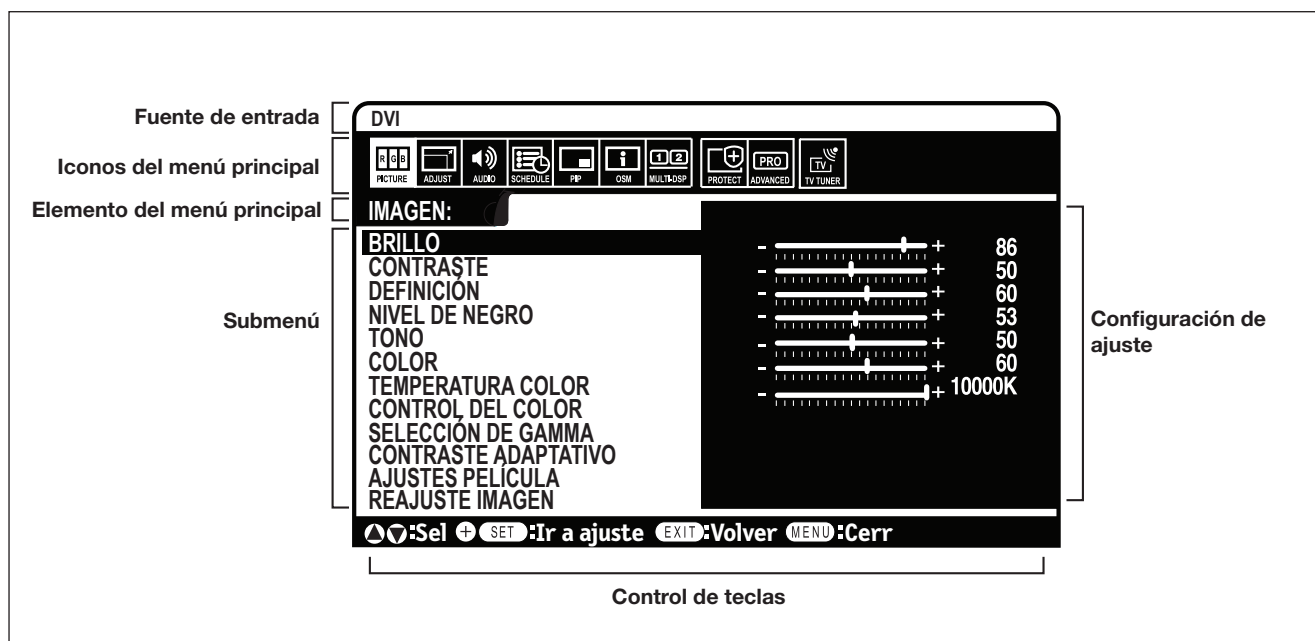 Fuente de entrada
DVI
Iconos del menú principal
RGB
PICTURE
ADJUST
AUDIO
SCHEDULE
PIP
OSM
1 2
MULTI-DSP
PROTECT
PRO
ADVANCED
TV
TV TUNER
Elemento del menú principal
IMAGEN:
Submenú
BRILLO - + 86
CONTRASTE - + 50
DEFINICIÓN - + 60
NIVEL DE NEGRO - + 53
TONO - + 50
COLOR - + 60
TEMPERATURA COLOR - + 10000K
CONTROL DEL COLOR
SELECCIÓN DE GAMMA
CONTRASTE ADAPTATIVO
AJUSTES PELÍCULA
REAJUSTE IMAGEN
Configuración de
ajuste
:Sel + SET :Ir a ajuste EXIT:Volver MENU:Cerr
Control de teclas